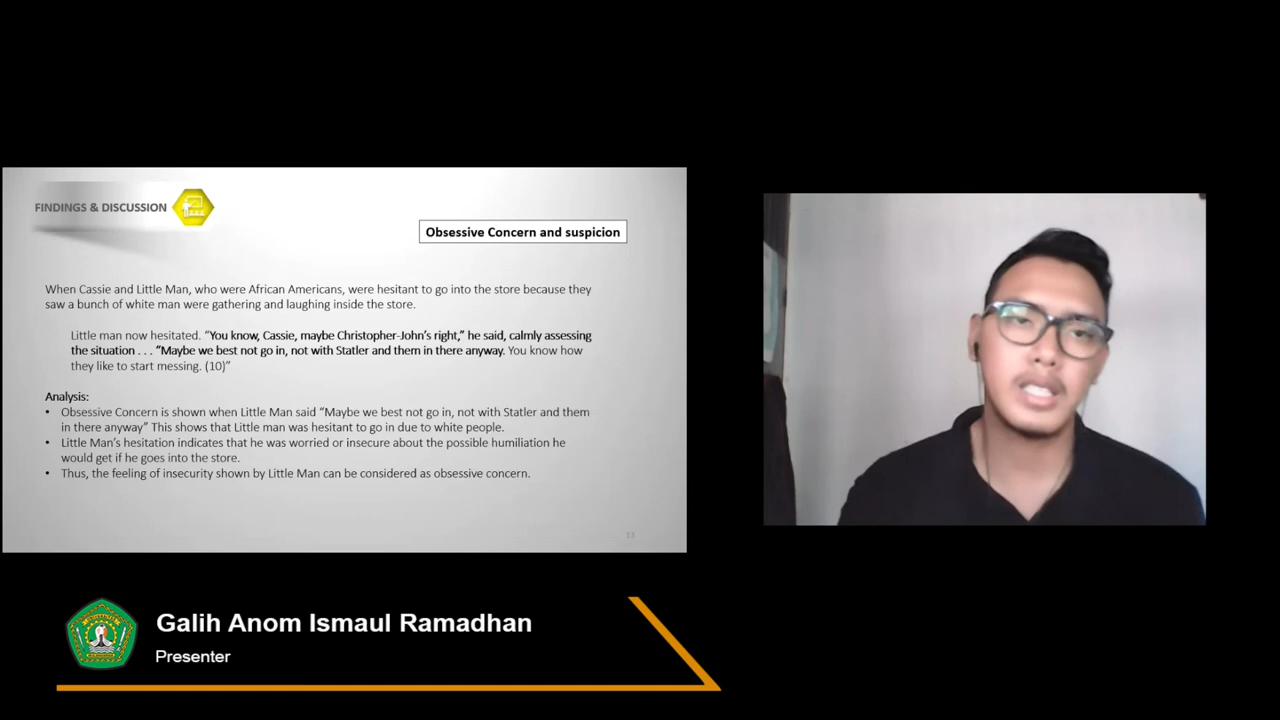 FINDINGS & DISCUSSION
Obsessive Concern and suspicion
When Cassie and Little Man, who were African Americans, were hesitant to go into the store because they
saw a bunch of white man were gathering and laughing inside the store.
Little man now hesitated. “You know, Cassie, maybe Christopher-John’s right,” he said, calmly assessing
the situation . . . “Maybe we best not go in, not with Statler and them in there anyway. You know how
they like to start messing. (10)”
Analysis:
• Obsessive Concern is shown when Little Man said “Maybe we best not go in, not with Statler and them
in there anyway” This shows that Little man was hesitant to go in due to white people.
• Little Man’s hesitation indicates that he was worried or insecure about the possible humiliation he
would get if he goes into the store.
• Thus, the feeling of insecurity shown by Little Man can be considered as obsessive concern.
13
Galih Anom Ismaul Ramadhan
Presenter